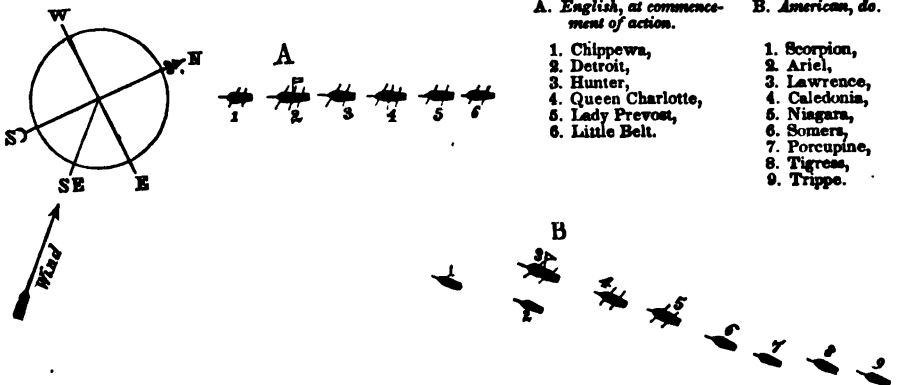 W
N
S
SE
E
Wind
A
1 2 3 4 5 6
A. English, at commence-
ment of action.
1. Chippewa,
2. Detroit,
3. Hunter,
4. Queen Charlotte,
5. Lady Prevost,
6. Little Belt.
B. American, do.
1. Scorpion,
2. Ariel,
3. Lawrence,
4. Caledonia,
5. Niagara,
6. Somers,
7. Porcupine,
8. Tigress,
9. Trippe.
B
1 2 3 4 5 6 7 8 9